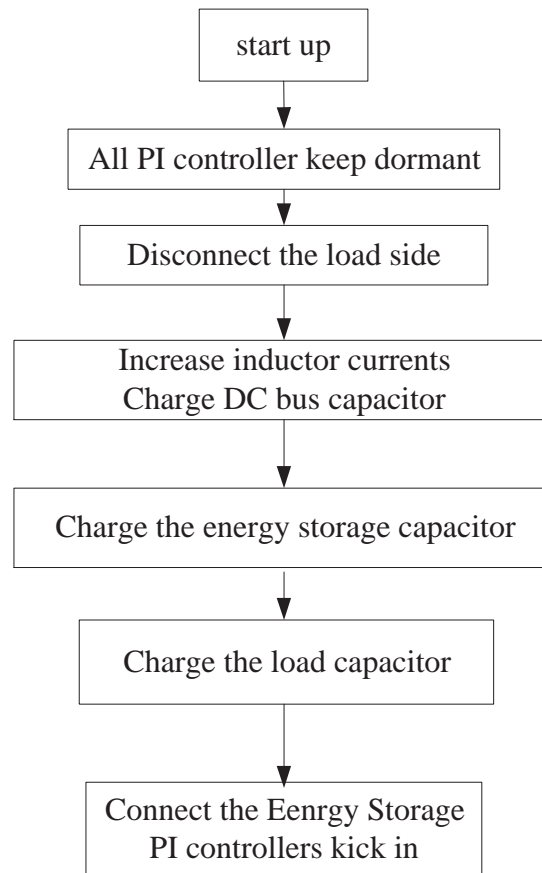 start up
All PI controller keep dormant
Disconnect the load side
Increase inductor currents
Charge DC bus capacitor
Charge the energy storage capacitor
Charge the load capacitor
Connect the Eenrgy Storage
PI controllers kick in